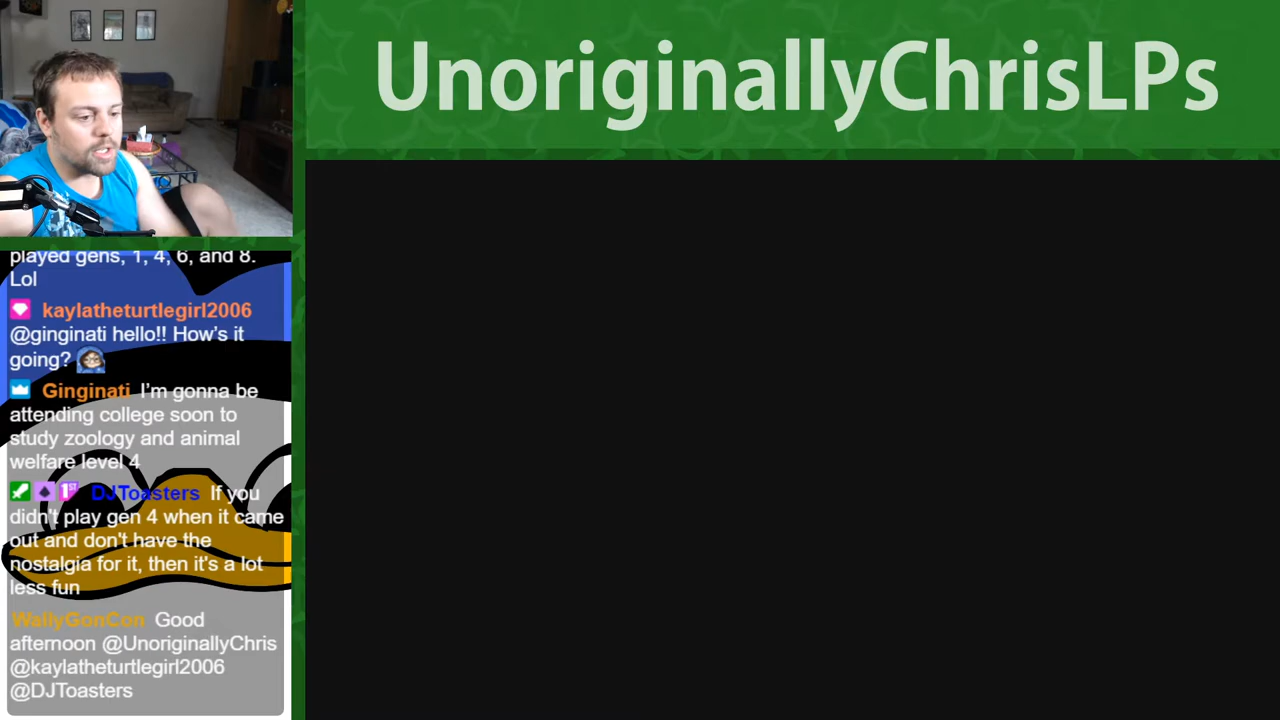 UnoriginallyChrisLPs
played gens, 1, 4, 6, and 8.
Lol
kaylatheturtlegirl2006
@ginginati hello!! How's it
going?
Ginginati I'm gonna be
attending college soon to
study zoology and animal
welfare level 4
1ST DJToasters If you
didn't play gen 4 when it came
out and don't have the
nostalgia for it, then it's a lot
less fun
WallyGonCon Good
afternoon @UnoriginallyChris
@kaylatheturtlegirl2006
@DJToasters